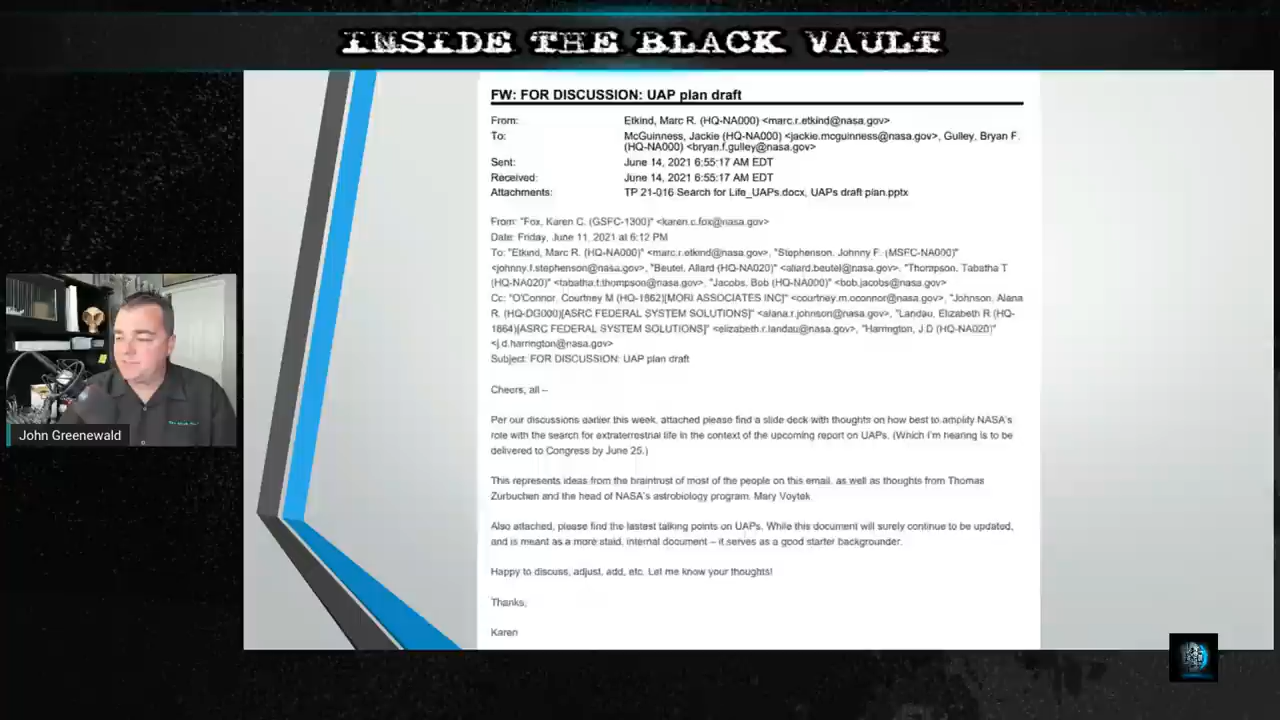 INSIDE THE BLACK VAULT
FW: FOR DISCUSSION: UAP plan draft
From: Etkind, Marc R. (HQ-NA000) <marc.r.etkind@nasa.gov>
To: McGuinness, Jackie (HQ-NA000) <jackie.mcguinness@nasa.gov>, Gulley, Bryan F.
(HQ-NA000) <bryan.f.gulley@nasa.gov>
Sent: June 14, 2021 6:55:17 AM EDT
Received: June 14, 2021 6:55:17 AM EDT
Attachments: TP 21-016 Search for Life_UAPs.docx, UAPs draft plan.pptx
From: "Fox, Karen C. (GSFC-1300)" <karen.c.fox@nasa.gov>
Date: Friday, June 11, 2021 at 6:12 PM
To: "Etkind, Marc R. (HQ-NA000)" <marc.r.etkind@nasa.gov>, "Stephenson, Johnny F. (MSFC-NA000)"
<johnny.f.stephenson@nasa.gov>, "Beutel, Allard (HQ-NA020)" <allard.beutel@nasa.gov>, "Thompson, Tabatha T
(HQ-NA020)" <tabatha.t.thompson@nasa.gov>, "Jacobs, Bob (HQ-NA000)" <bob.jacobs@nasa.gov>
Cc: "O'Connor, Courtney M (HQ-1862)[MORI ASSOCIATES INC]" <courtney.m.oconnor@nasa.gov>, "Johnson, Alana
R. (HQ-DG000)[ASRC FEDERAL SYSTEM SOLUTIONS]" <alana.r.johnson@nasa.gov>, "Landau, Elizabeth R (HQ-
1864)[ASRC FEDERAL SYSTEM SOLUTIONS]" <elizabeth.r.landau@nasa.gov>, "Harrington, J.D (HQ-NA020)"
<j.d.harrington@nasa.gov>
Subject: FOR DISCUSSION: UAP plan draft
Cheers, all –
Per our discussions earlier this week, attached please find a slide deck with thoughts on how best to amplify NASA's
role with the search for extraterrestrial life in the context of the upcoming report on UAPs. (Which I'm hearing is to be
delivered to Congress by June 25.)
This represents ideas from the braintrust of most of the people on this email, as well as thoughts from Thomas
Zurbuchen and the head of NASA's astrobiology program, Mary Voytek
Also attached, please find the lastest talking points on UAPs. While this document will surely continue to be updated,
and is meant as a more staid, internal document – it serves as a good starter backgrounder.
Happy to discuss, adjust, add, etc. Let me know your thoughts!
Thanks,
Karen
John Greenewald